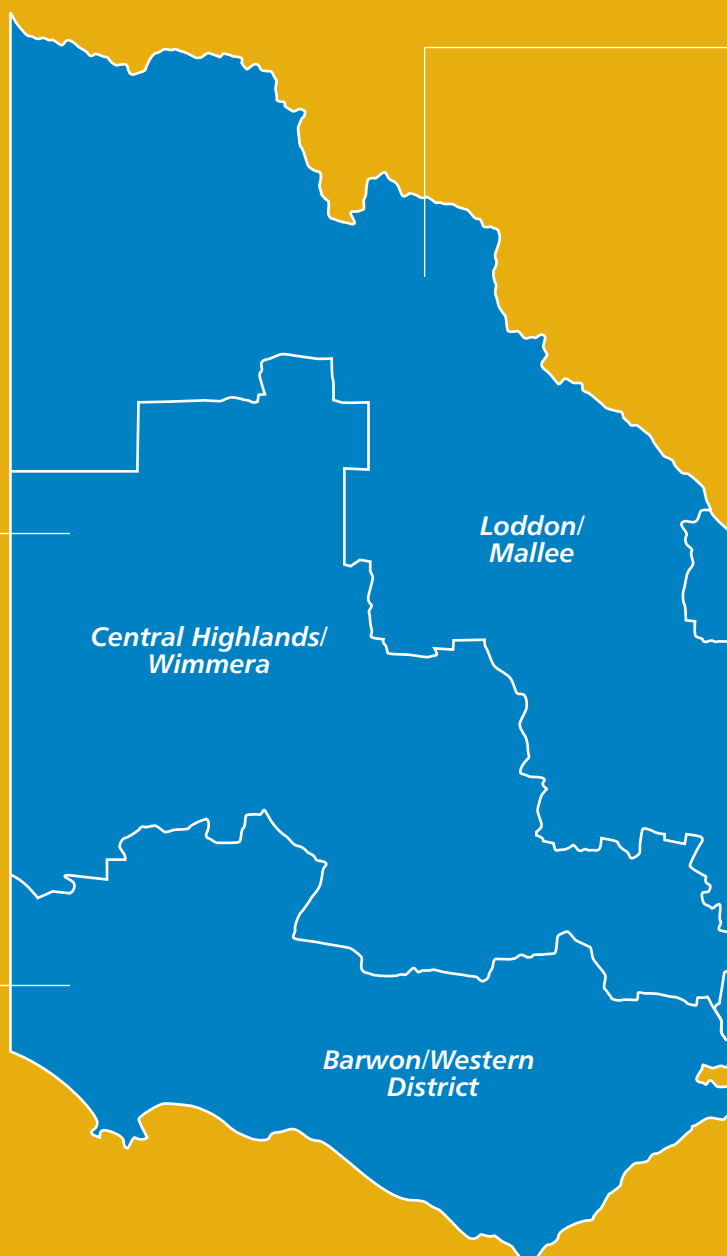 Loddon/
Mallee
Central Highlands/
Wimmera
Barwon/Western
District